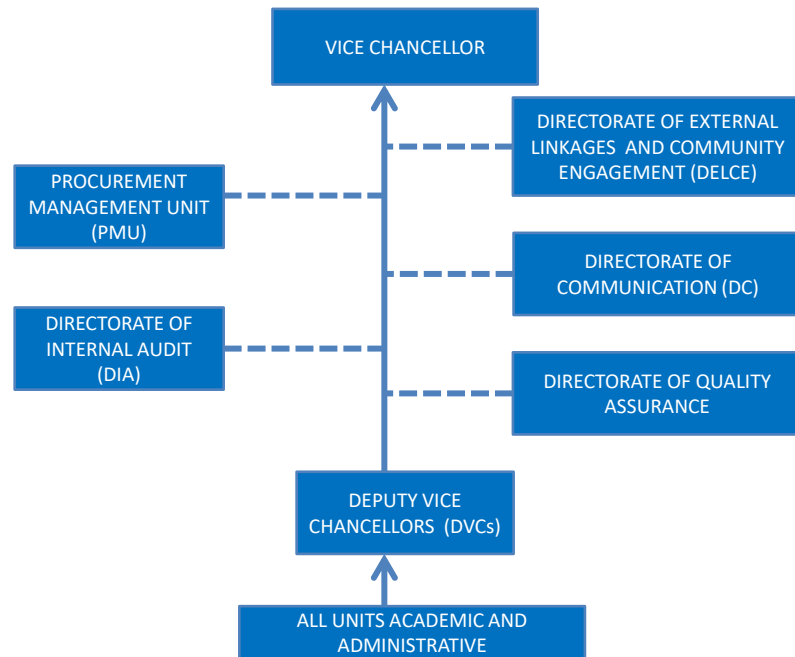 VICE CHANCELLOR
DIRECTORATE OF EXTERNAL
LINKAGES AND COMMUNITY
ENGAGEMENT (DELCE)
PROCUREMENT
MANAGEMENT UNIT
(PMU)
DIRECTORATE OF
COMMUNICATION (DC)
DIRECTORATE OF
INTERNAL AUDIT
(DIA)
DIRECTORATE OF QUALITY
ASSURANCE
DEPUTY VICE
CHANCELLORS (DVCs)
ALL UNITS ACADEMIC AND
ADMINISTRATIVE